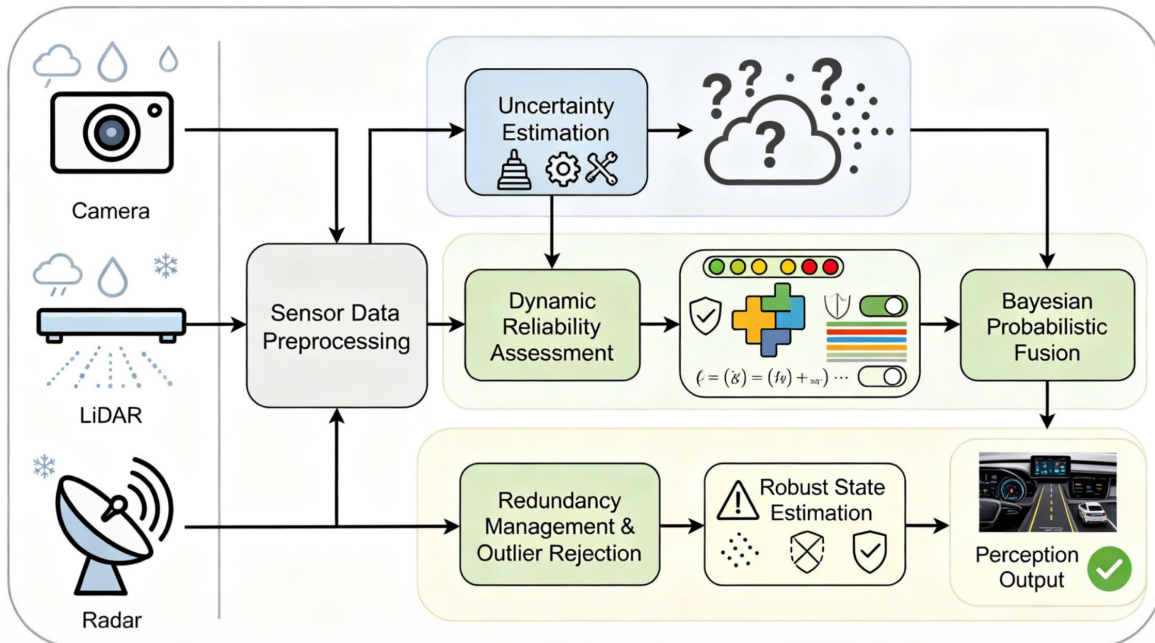 Camera
LiDAR
Radar
Sensor Data
Preprocessing
Uncertainty
Estimation
? ? ?
?
Dynamic
Reliability
Assessment
Bayesian
Probabilistic
Fusion
Redundancy
Management &
Outlier Rejection
Robust State
Estimation
Perception
Output